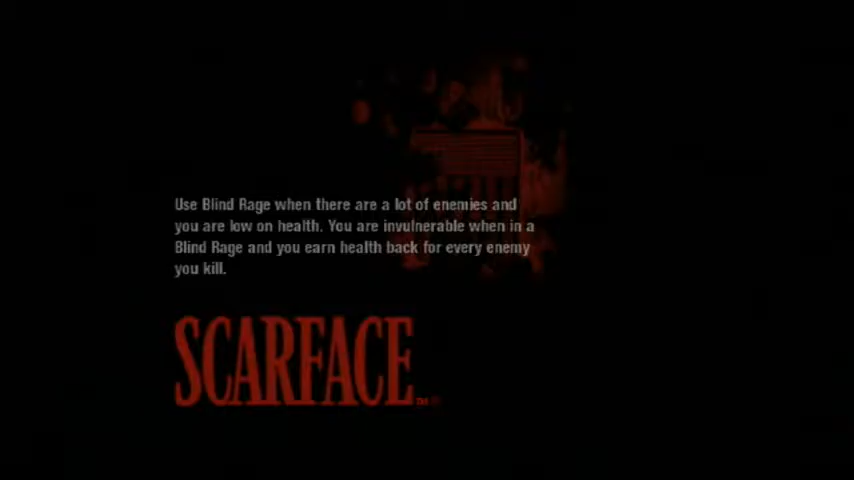 Use Blind Rage when there are a lot of enemies and
you are low on health. You are invulnerable when in a
Blind Rage and you earn health back for every enemy
you kill.
SCARFACE™